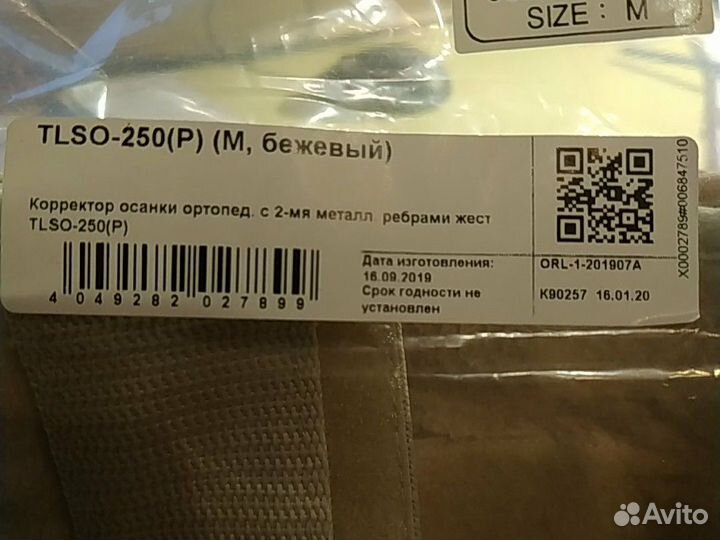 SIZE : M
TLSO-250(P) (М, бежевый)
Корректор осанки ортопед. с 2-мя металл. ребрами жест
TLSO-250(P)
4 049282 027899
Дата изготовления:
16.09.2019
Срок годности не
установлен
ORL-1-201907A
K90257 16.01.20
X0002789#006847510
Avito